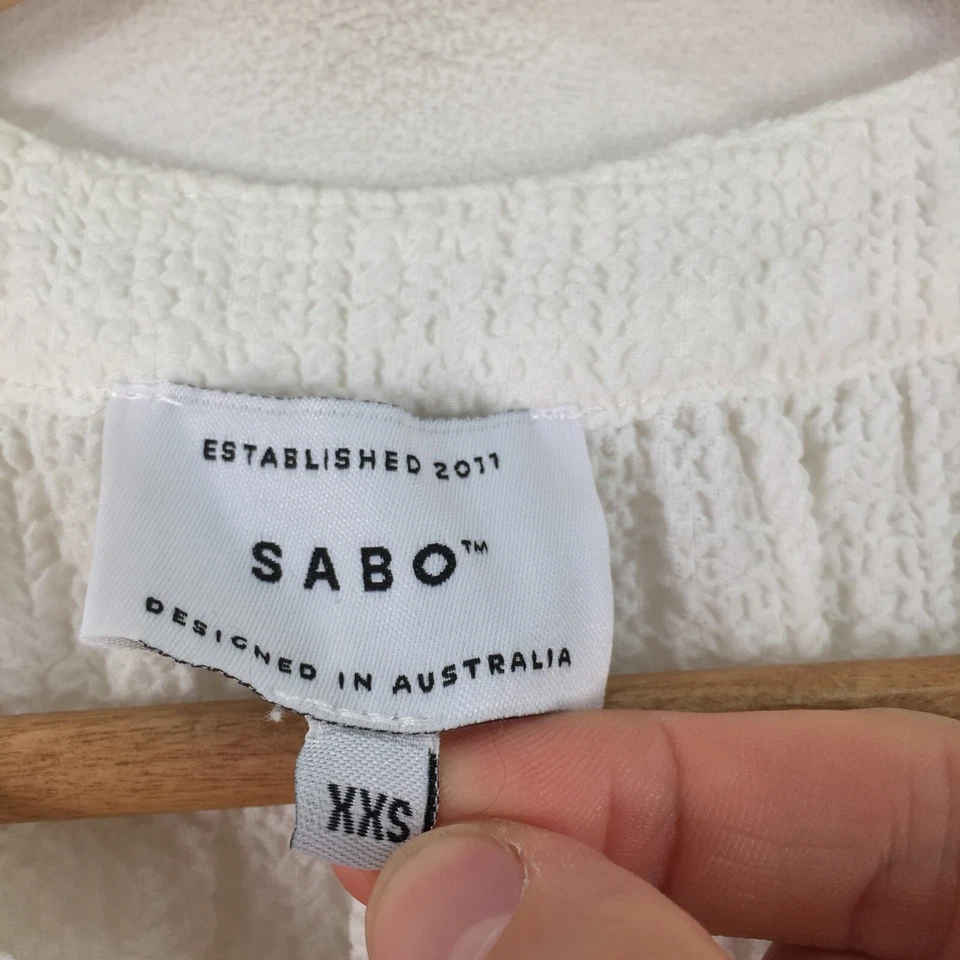 ESTABLISHED 2011
SABO™
DESIGNED IN AUSTRALIA
XXS